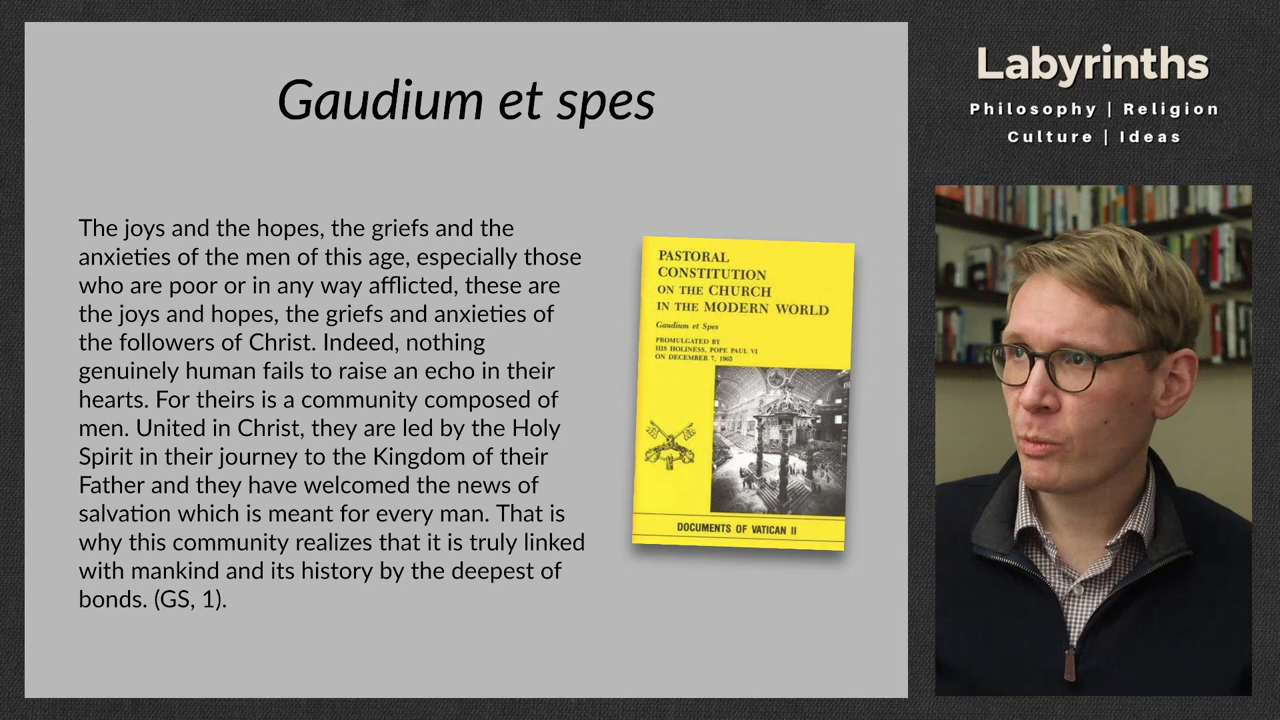 Gaudium et spes
The joys and the hopes, the griefs and the
anxieties of the men of this age, especially those
who are poor or in any way afflicted, these are
the joys and hopes, the griefs and anxieties of
the followers of Christ. Indeed, nothing
genuinely human fails to raise an echo in their
hearts. For theirs is a community composed of
men. United in Christ, they are led by the Holy
Spirit in their journey to the Kingdom of their
Father and they have welcomed the news of
salvation which is meant for every man. That is
why this community realizes that it is truly linked
with mankind and its history by the deepest of
bonds. (GS, 1).
PASTORAL
CONSTITUTION
ON THE CHURCH
IN THE MODERN WORLD
Gaudium et Spes
PROMULGATED BY
HIS HOLINESS, POPE PAUL VI
ON DECEMBER 7, 1965
DOCUMENTS OF VATICAN II
Labyrinths
Philosophy | Religion
Culture | Ideas